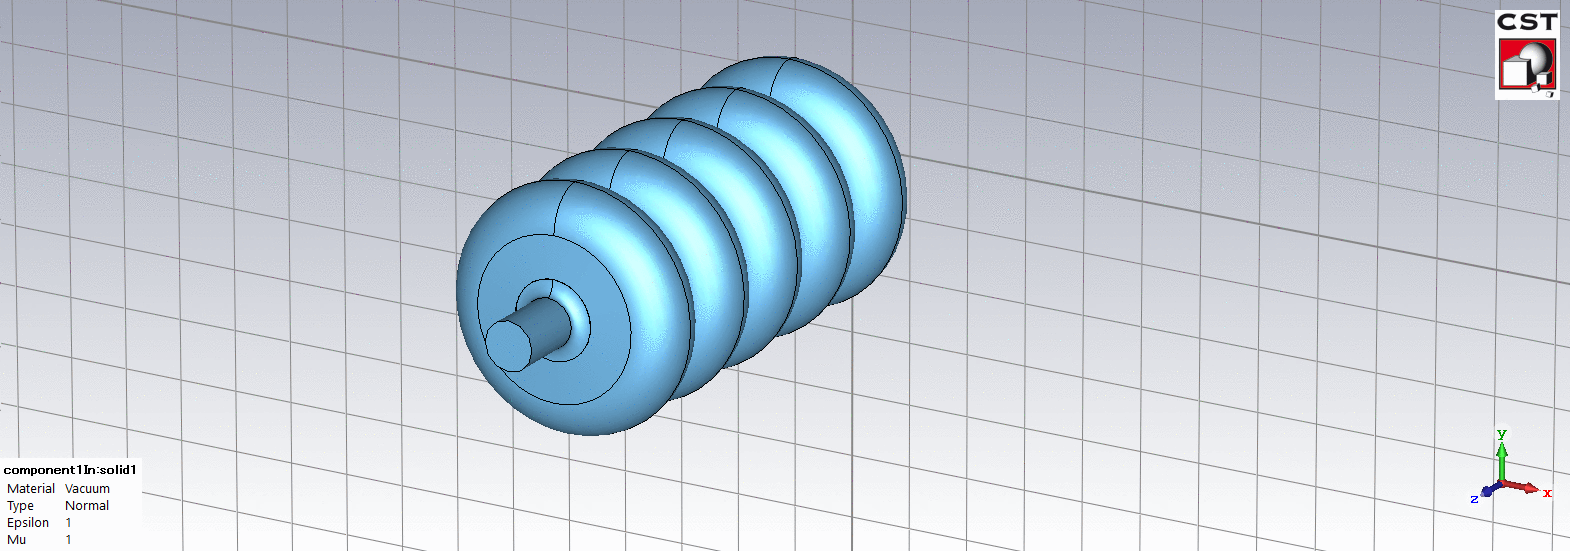 CST
component1In:solid1
Material Vacuum
Type Normal
Epsilon 1
Mu 1
y
x
z